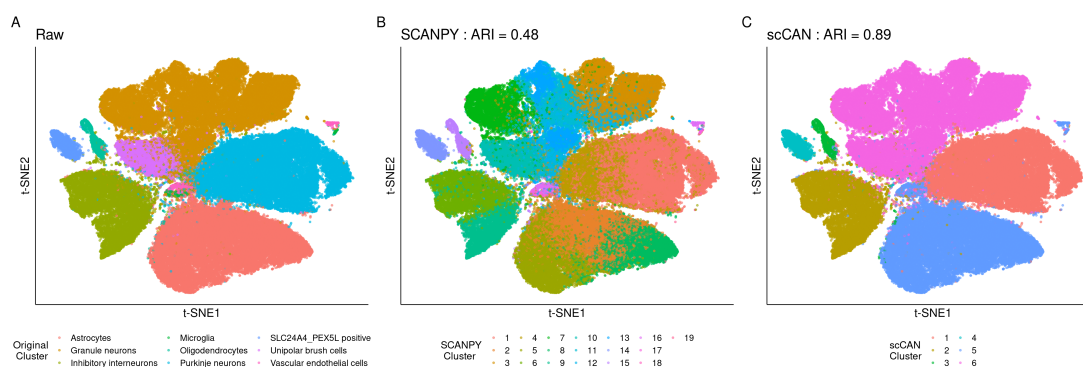 A
Raw
t-SNE2
t-SNE1
Original
Cluster
Astrocytes
Granule neurons
Inhibitory interneurons
Microglia
Oligodendrocytes
Purkinje neurons
SLC24A4_PEX5L positive
Unipolar brush cells
Vascular endothelial cells
B
SCANPY : ARI = 0.48
t-SNE2
t-SNE1
SCANPY
Cluster
1 4 7 10 13 16 19
2 5 8 11 14 17
3 6 9 12 15 18
C
scCAN : ARI = 0.89
t-SNE2
t-SNE1
scCAN
Cluster
1 4
2 5
3 6